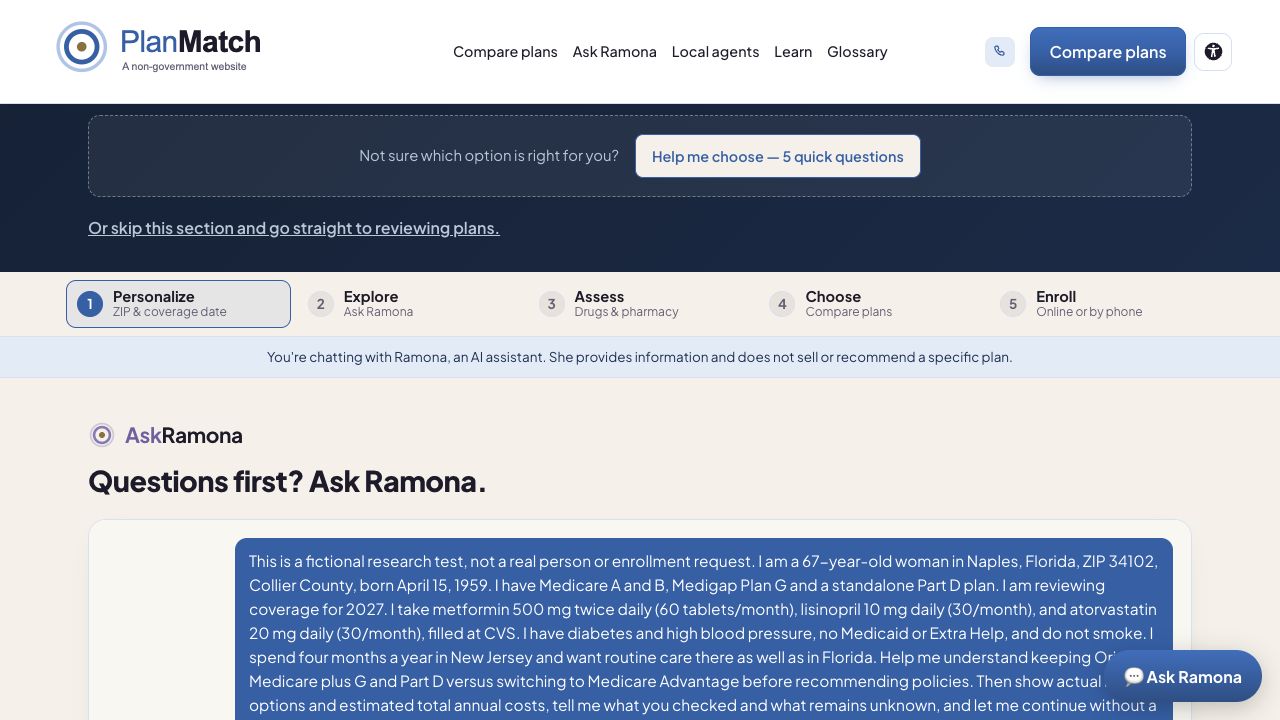 PlanMatch
A non-government website
Compare plans Ask Ramona Local agents Learn Glossary
Compare plans
Not sure which option is right for you?
Help me choose — 5 quick questions
Or skip this section and go straight to reviewing plans.
1 Personalize
ZIP & coverage date
2 Explore
Ask Ramona
3 Assess
Drugs & pharmacy
4 Choose
Compare plans
5 Enroll
Online or by phone
You're chatting with Ramona, an AI assistant. She provides information and does not sell or recommend a specific plan.
AskRamona
Questions first? Ask Ramona.
This is a fictional research test, not a real person or enrollment request. I am a 67-year-old woman in Naples, Florida, ZIP 34102,
Collier County, born April 15, 1959. I have Medicare A and B, Medigap Plan G and a standalone Part D plan. I am reviewing
coverage for 2027. I take metformin 500 mg twice daily (60 tablets/month), lisinopril 10 mg daily (30/month), and atorvastatin
20 mg daily (30/month), filled at CVS. I have diabetes and high blood pressure, no Medicaid or Extra Help, and do not smoke. I
spend four months a year in New Jersey and want routine care there as well as in Florida. Help me understand keeping
Medicare plus G and Part D versus switching to Medicare Advantage before recommending policies. Then show actual
options and estimated total annual costs, tell me what you checked and what remains unknown, and let me continue without a
Ask Ramona